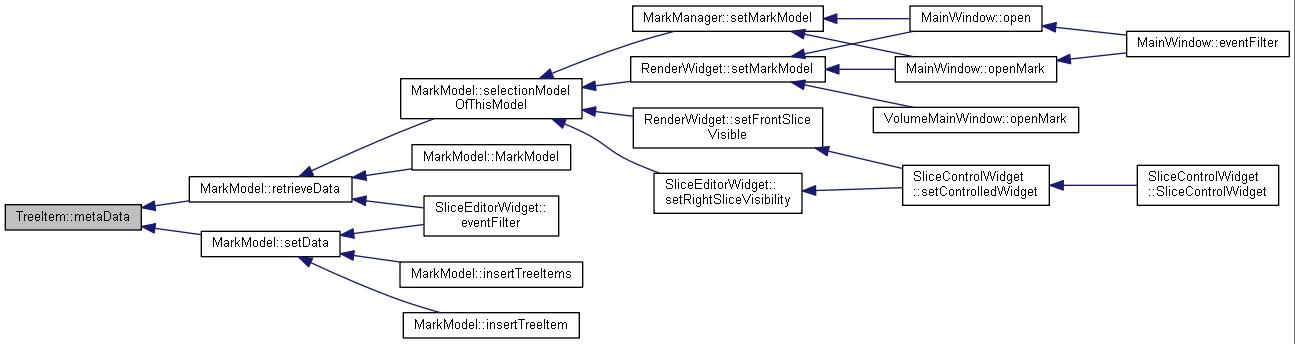 TreeItem::metaData
MarkModel::retrieveData
MarkModel::setData
MarkModel::selectionModel
OfThisModel
MarkModel::MarkModel
SliceEditorWidget::
eventFilter
MarkModel::insertTreeItems
MarkModel::insertTreeItem
MarkManager::setMarkModel
RenderWidget::setMarkModel
RenderWidget::setFrontSlice
Visible
SliceEditorWidget::
setRightSliceVisibility
MainWindow::open
MainWindow::openMark
VolumeMainWindow::openMark
SliceControlWidget
::setControlledWidget
MainWindow::eventFilter
SliceControlWidget
::SliceControlWidget